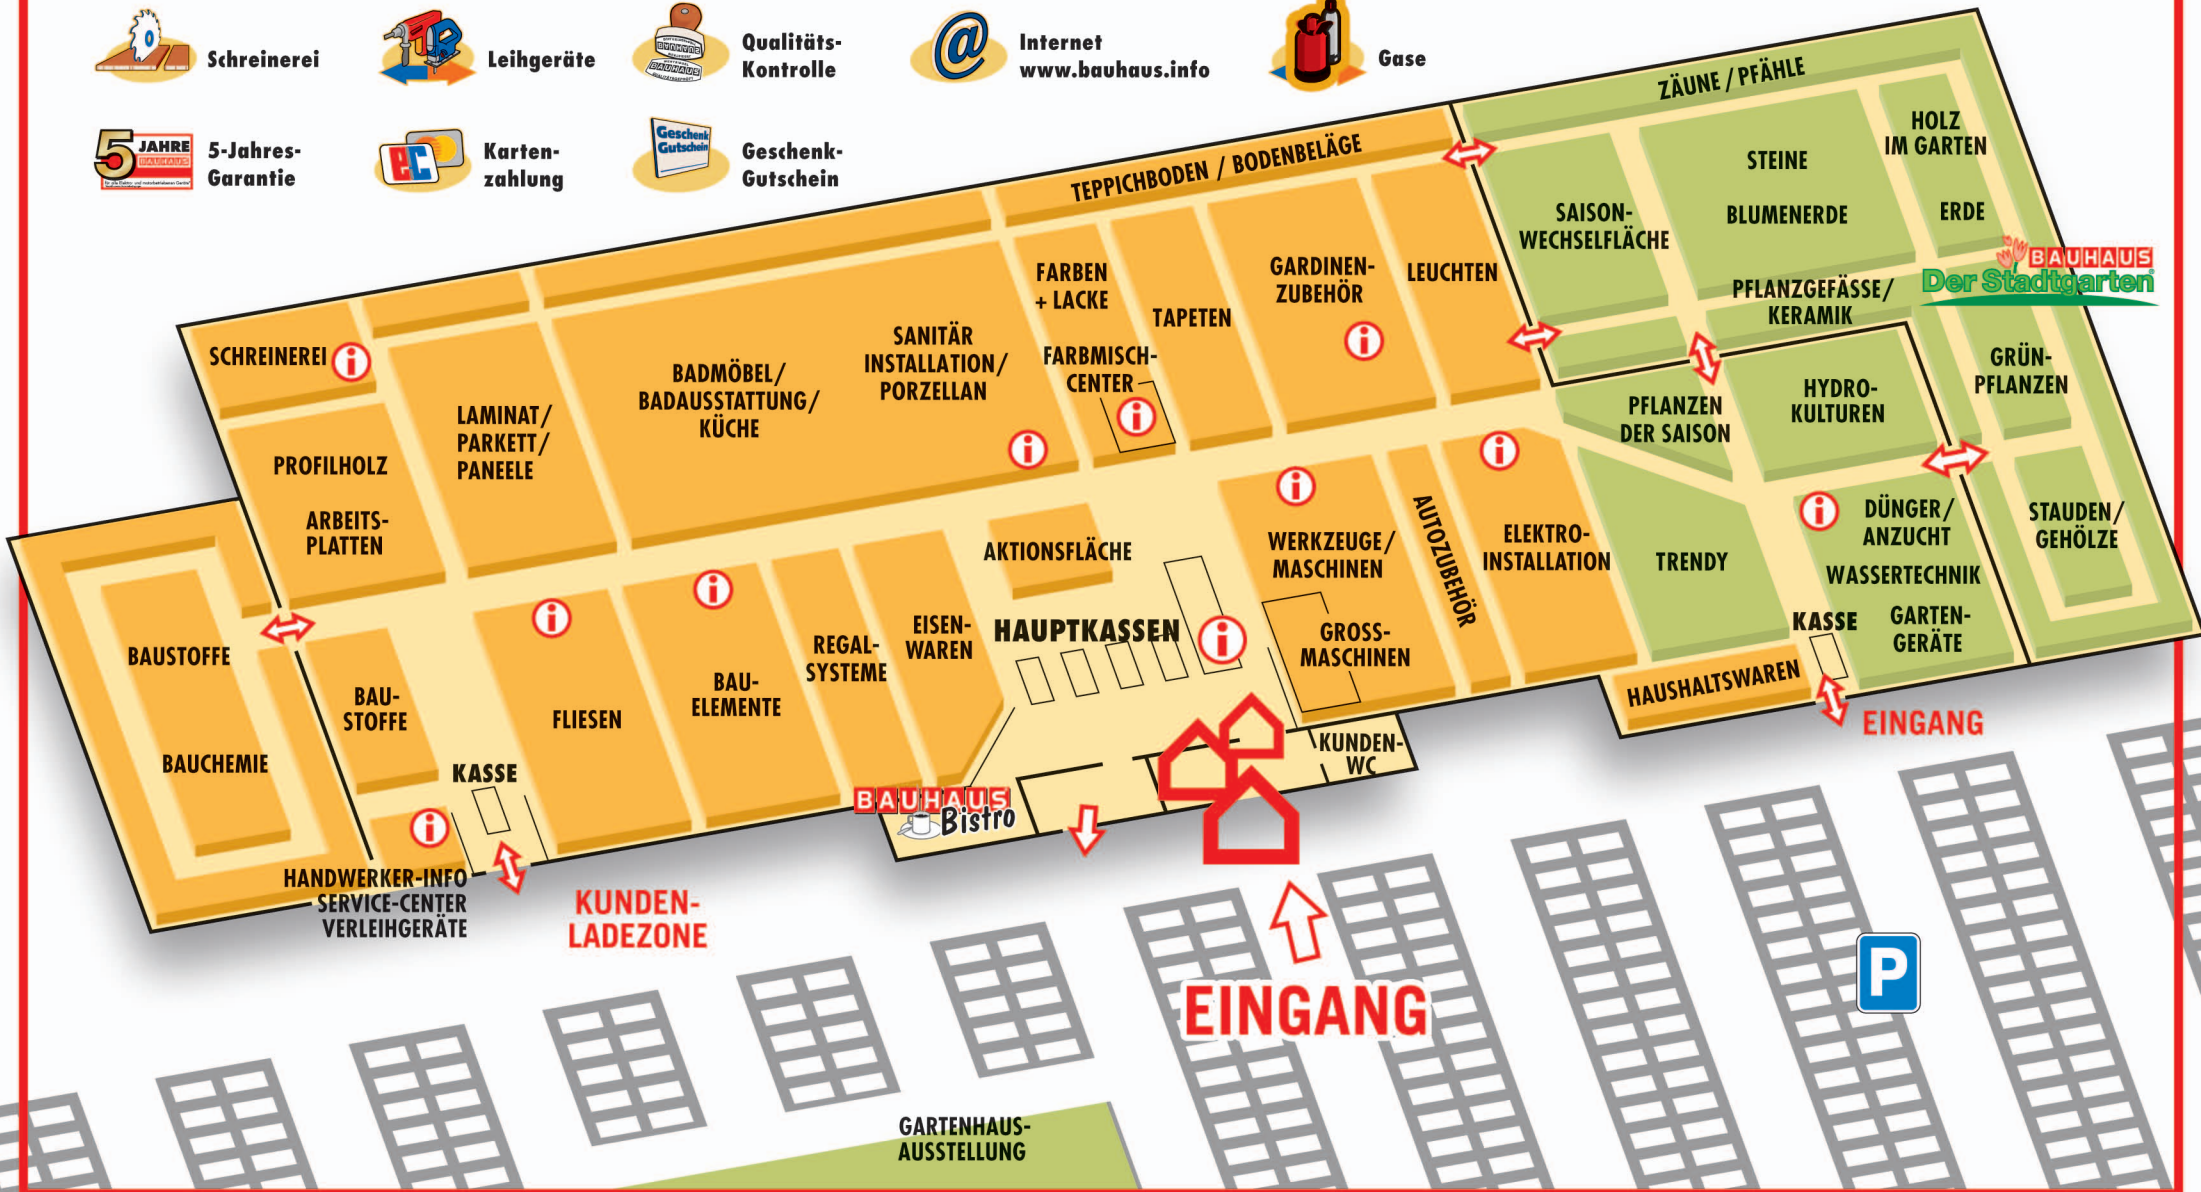 Schreinerei
Leihgeräte
Qualitäts-
Kontrolle
Internet
www.bauhaus.info
Gase
5 JAHRE
BAUHAUS
5-Jahres-
Garantie
ec
Karten-
zahlung
Geschenk
Gutschein
Geschenk-
Gutschein
ZÄUNE / PFÄHLE
HOLZ
IM GARTEN
STEINE
BLUMENERDE
ERDE
SAISON-
WECHSELFLÄCHE
TEPPICHBODEN / BODENBELÄGE
BAUHAUS
Der Stadtgarten
PFLANZGEFÄSSE/
KERAMIK
GRÜN-
PFLANZEN
HYDRO-
KULTUREN
PFLANZEN
DER SAISON
FARBEN
+ LACKE
FARBMISCH-
CENTER
TAPETEN
GARDINEN-
ZUBEHÖR
LEUCHTEN
SANITÄR
INSTALLATION/
PORZELLAN
BADMÖBEL/
BADAUSSTATTUNG/
KÜCHE
SCHREINEREI
LAMINAT/
PARKETT/
PANEELE
PROFILHOLZ
ARBEITS-
PLATTEN
AKTIONSFLÄCHE
WERKZEUGE/
MASCHINEN
AUTOZUBEHÖR
ELEKTRO-
INSTALLATION
TRENDY
DÜNGER/
ANZUCHT
WASSERTECHNIK
GARTEN-
GERÄTE
STAUDEN/
GEHÖLZE
KASSE
HAUPTKASSEN
GROSS-
MASCHINEN
EISEN-
WAREN
REGAL-
SYSTEME
BAU-
ELEMENTE
FLIESEN
BAU-
STOFFE
BAUSTOFFE
BAUCHEMIE
KASSE
HAUSHALTSWAREN
EINGANG
KUNDEN-
WC
BAUHAUS
Bistro
HANDWERKER-INFO
SERVICE-CENTER
VERLEIHGERÄTE
KUNDEN-
LADEZONE
EINGANG
P
GARTENHAUS-
AUSSTELLUNG